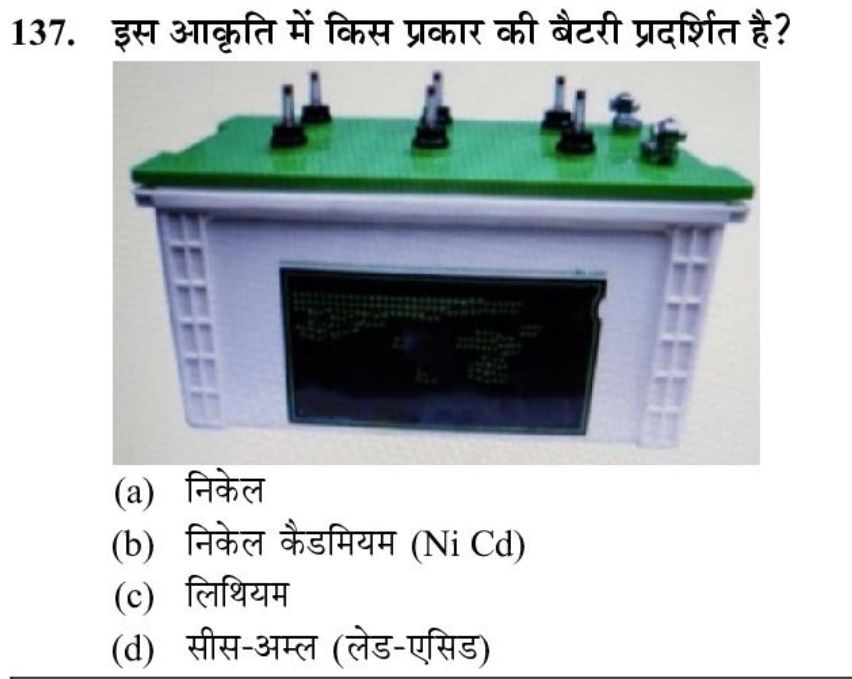 137. इस आकृति में किस प्रकार की बैटरी प्रदर्शित है?
(a) निकेल
(b) निकेल कैडमियम (Ni Cd)
(c) लिथियम
(d) सीस-अम्ल (लेड-एसिड)